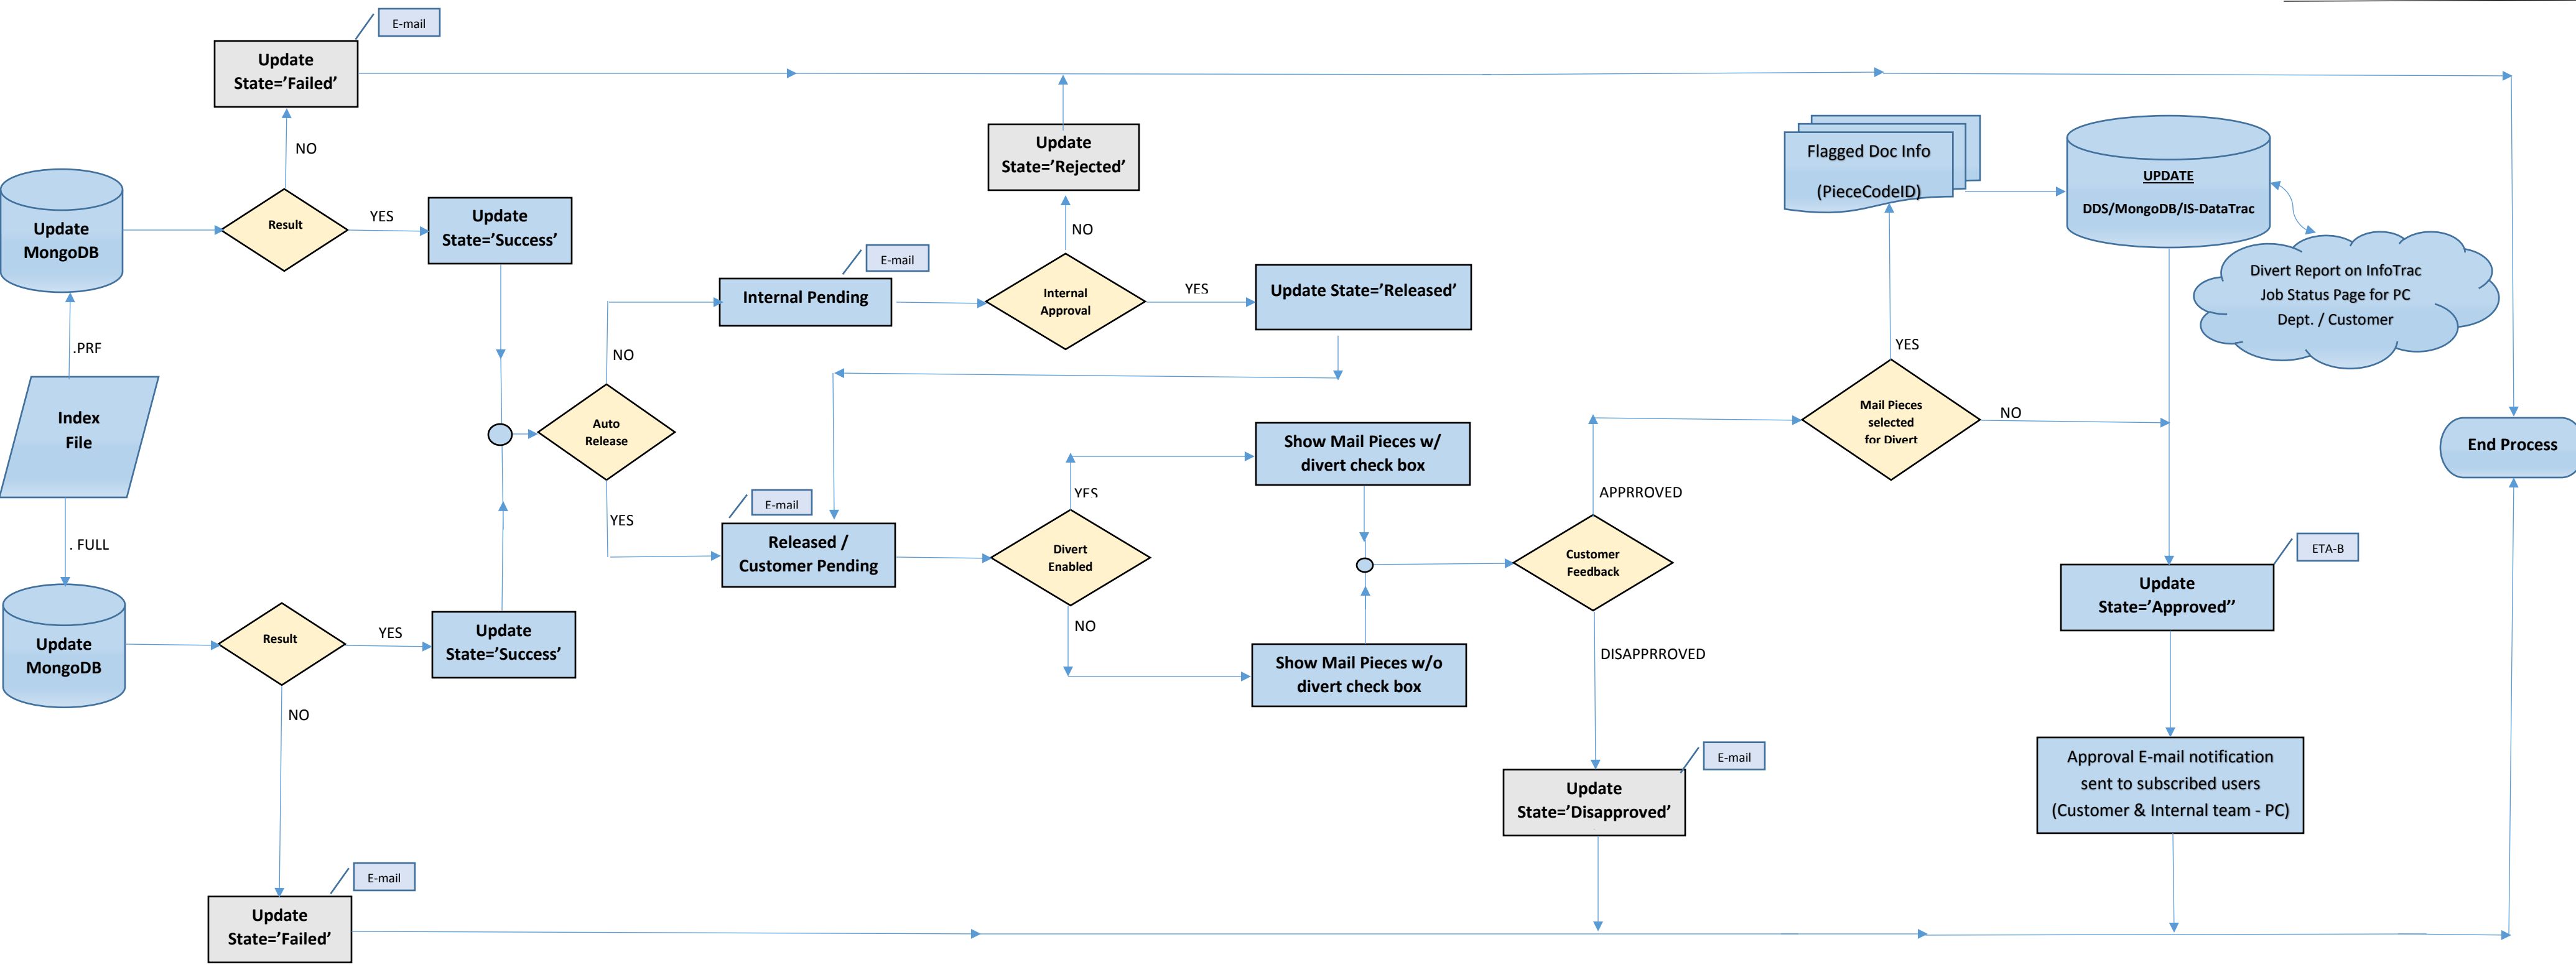 E-mail
Update
State=’Failed’
NO
Update
MongoDB
Result
YES
Update
State=’Success’
.PRF
Index
File
. FULL
Update
MongoDB
Result
YES
Update
State=’Success’
NO
E-mail
Update
State=’Failed’
Auto
Release
NO
YES
E-mail
Internal Pending
Internal
Approval
NO
Update
State=’Rejected’
YES
Update State=’Released’
E-mail
Released /
Customer Pending
Divert
Enabled
YES
Show Mail Pieces w/
divert check box
NO
Show Mail Pieces w/o
divert check box
Customer
Feedback
APPRROVED
DISAPPRROVED
E-mail
Update
State=’Disapproved’
Mail Pieces
selected
for Divert
YES
NO
Flagged Doc Info
(PieceCodeID)
UPDATE
DDS/MongoDB/IS-DataTrac
Divert Report on InfoTrac
Job Status Page for PC
Dept. / Customer
ETA-B
Update
State=’Approved’’
Approval E-mail notification
sent to subscribed users
(Customer & Internal team - PC)
End Process